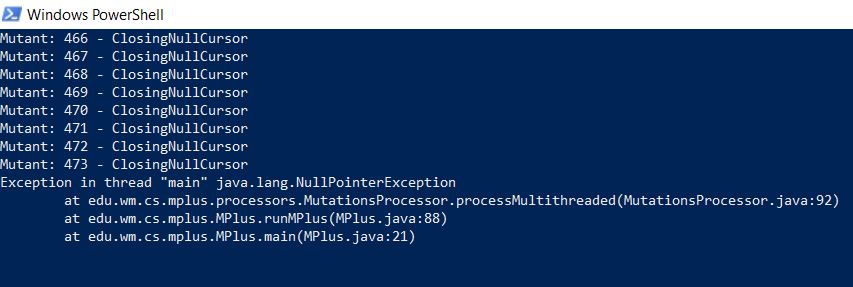 Windows PowerShell
Mutant: 466 - ClosingNullCursor
Mutant: 467 - ClosingNullCursor
Mutant: 468 - ClosingNullCursor
Mutant: 469 - ClosingNullCursor
Mutant: 470 - ClosingNullCursor
Mutant: 471 - ClosingNullCursor
Mutant: 472 - ClosingNullCursor
Mutant: 473 - ClosingNullCursor
Exception in thread "main" java.lang.NullPointerException
at edu.wm.cs.mplus.processors.MutationsProcessor.processMultithreaded(MutationsProcessor.java:92)
at edu.wm.cs.mplus.MPlus.runMPlus(MPlus.java:88)
at edu.wm.cs.mplus.MPlus.main(MPlus.java:21)